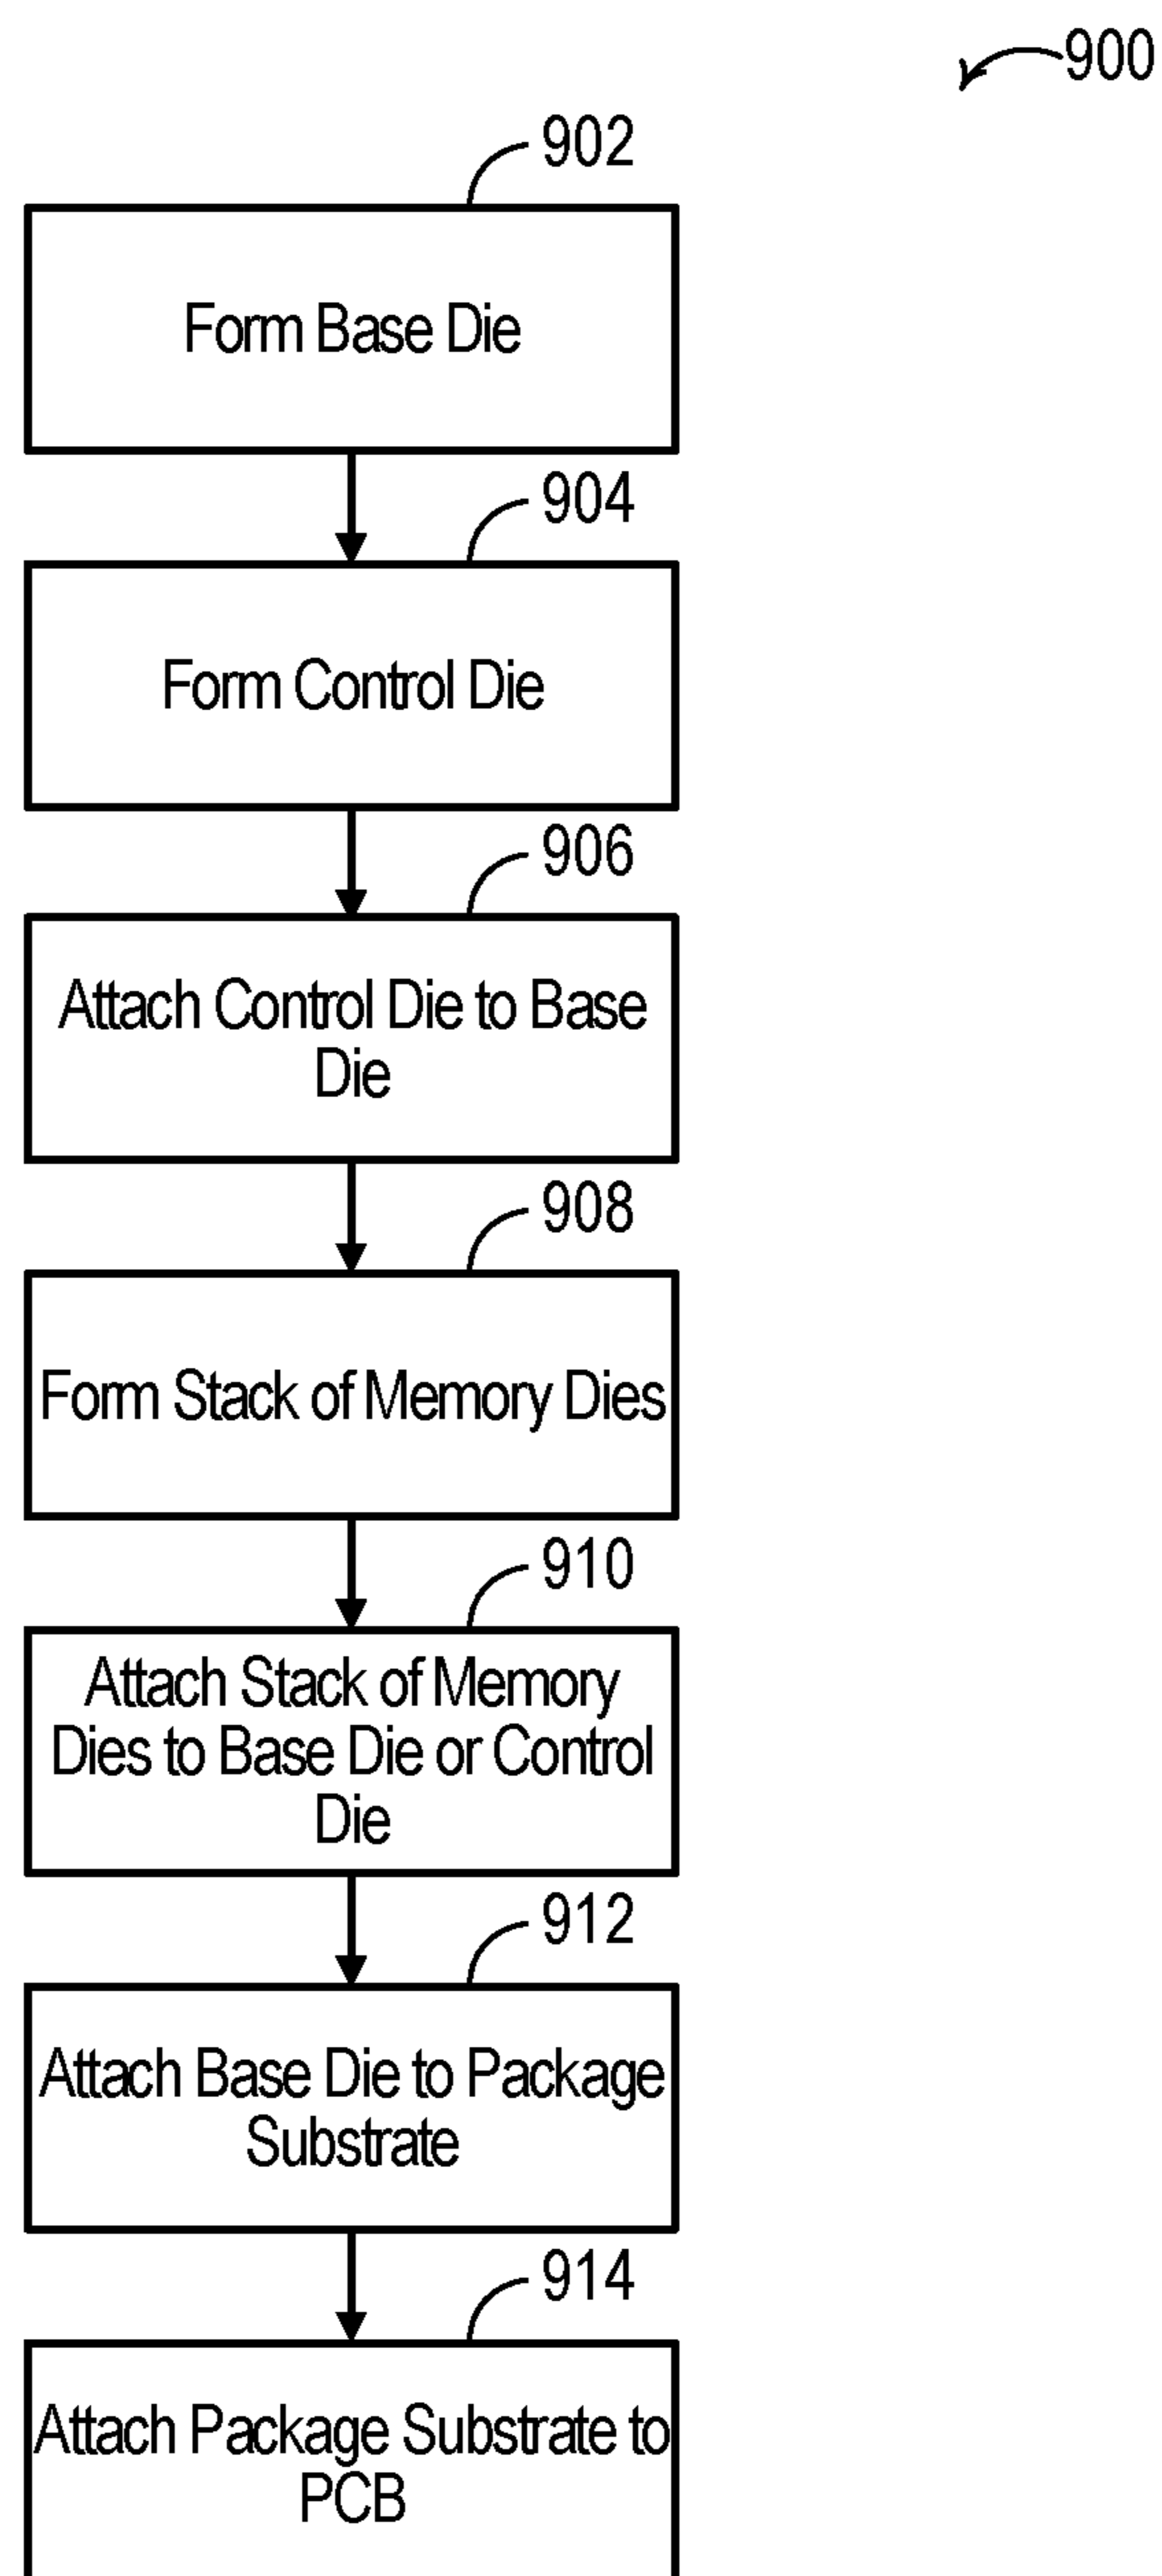 900
902
Form Base Die
904
Form Control Die
906
Attach Control Die to Base
Die
908
Form Stack of Memory Dies
910
Attach Stack of Memory
Dies to Base Die or Control
Die
912
Attach Base Die to Package
Substrate
914
Attach Package Substrate to
PCB